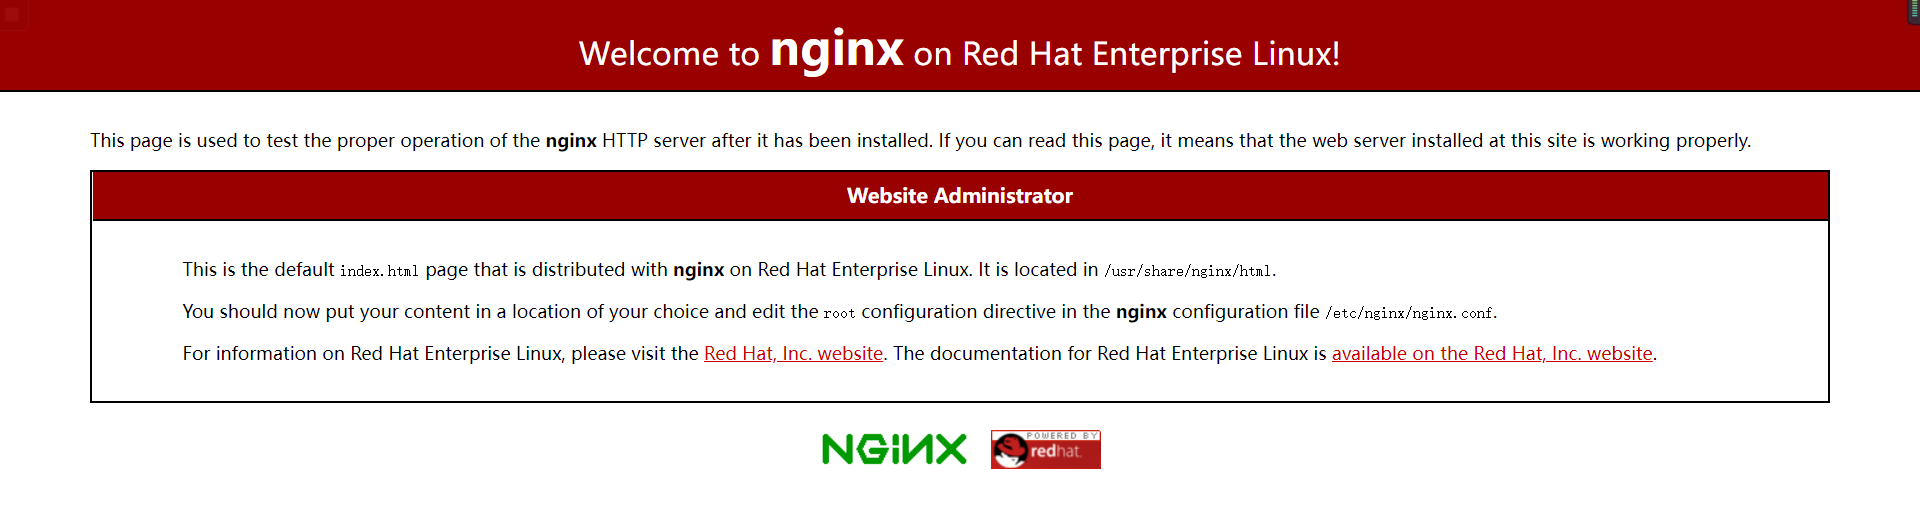 Welcome to nginx on Red Hat Enterprise Linux!
This page is used to test the proper operation of the nginx HTTP server after it has been installed. If you can read this page, it means that the web server installed at this site is working properly.
Website Administrator
This is the default index.html page that is distributed with nginx on Red Hat Enterprise Linux. It is located in /usr/share/nginx/html.
You should now put your content in a location of your choice and edit the root configuration directive in the nginx configuration file /etc/nginx/nginx.conf.
For information on Red Hat Enterprise Linux, please visit the Red Hat, Inc. website. The documentation for Red Hat Enterprise Linux is available on the Red Hat, Inc. website.
NGINX
POWERED BY
redhat.